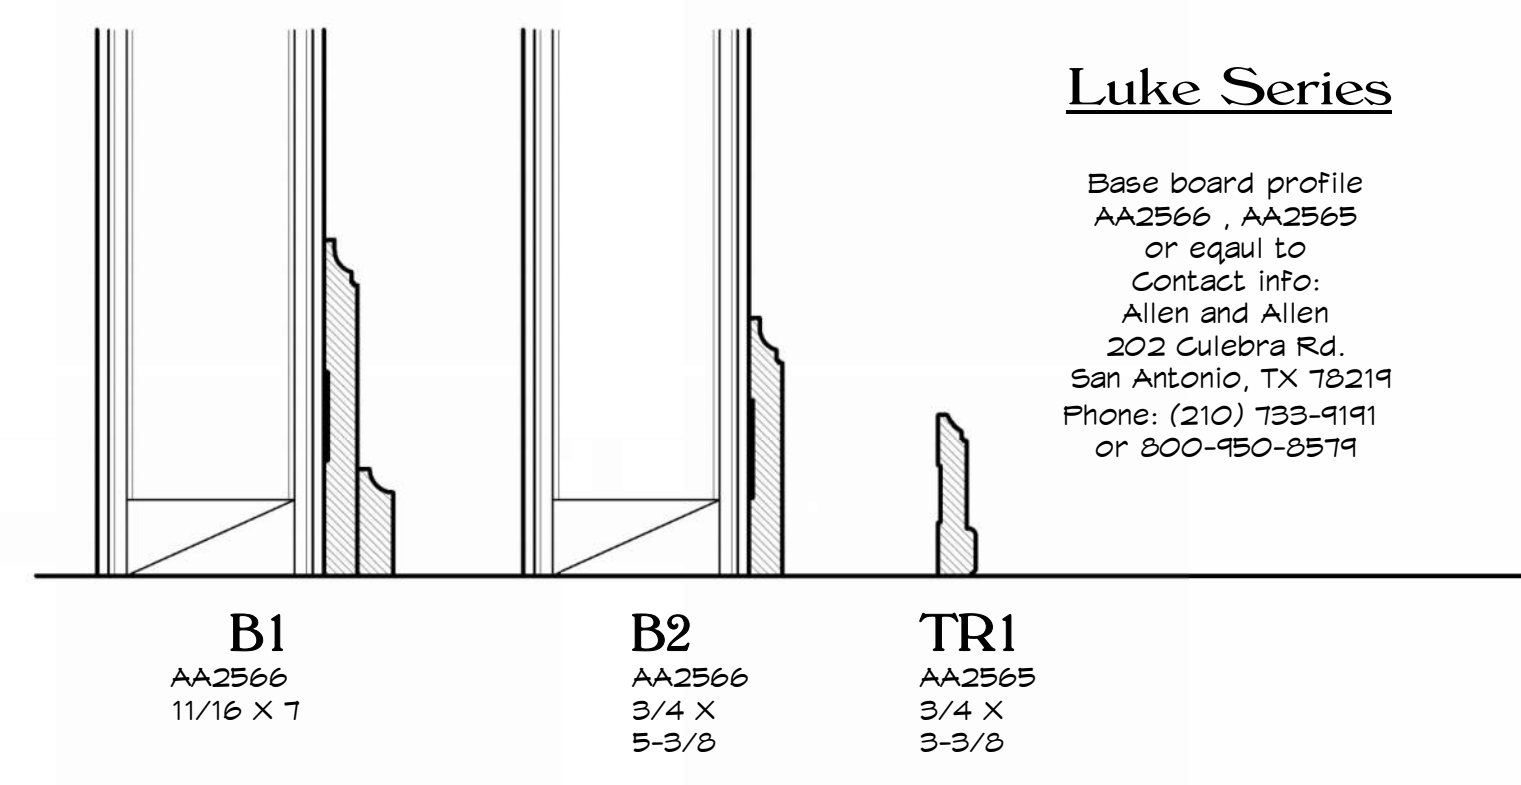 Luke Series
Base board profile
AA2566 , AA2565
or eqaul to
Contact info:
Allen and Allen
202 Culebra Rd.
San Antonio, TX 78219
Phone: (210) 733-9191
or 800-950-8579
B1
AA2566
11/16 X 7
B2
AA2566
3/4 X
5-3/8
TR1
AA2565
3/4 X
3-3/8